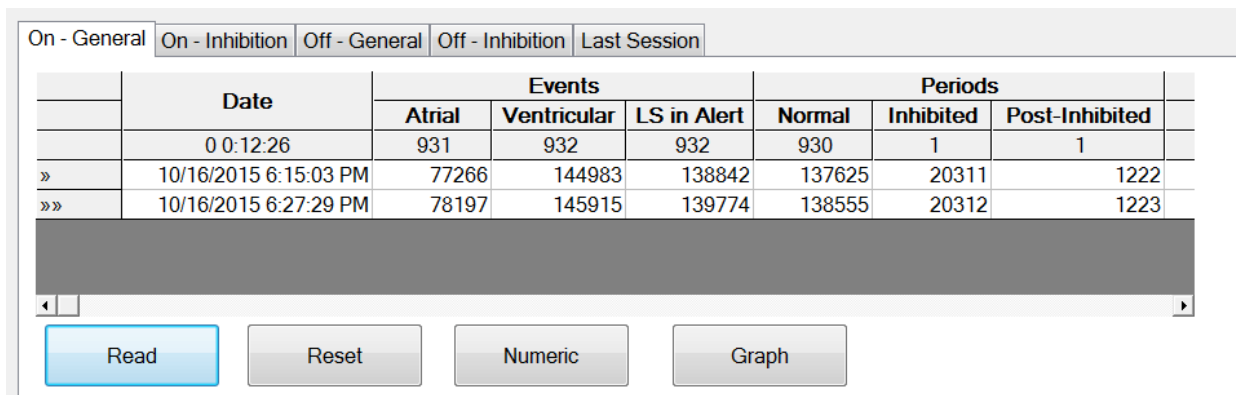 On - General On - Inhibition Off - General Off - Inhibition Last Session
Date Events Periods
Atrial Ventricular LS in Alert Normal Inhibited Post-Inhibited
0 0:12:26 931 932 932 930 1 1
» 10/16/2015 6:15:03 PM 77266 144983 138842 137625 20311 1222
»» 10/16/2015 6:27:29 PM 78197 145915 139774 138555 20312 1223
Read Reset Numeric Graph